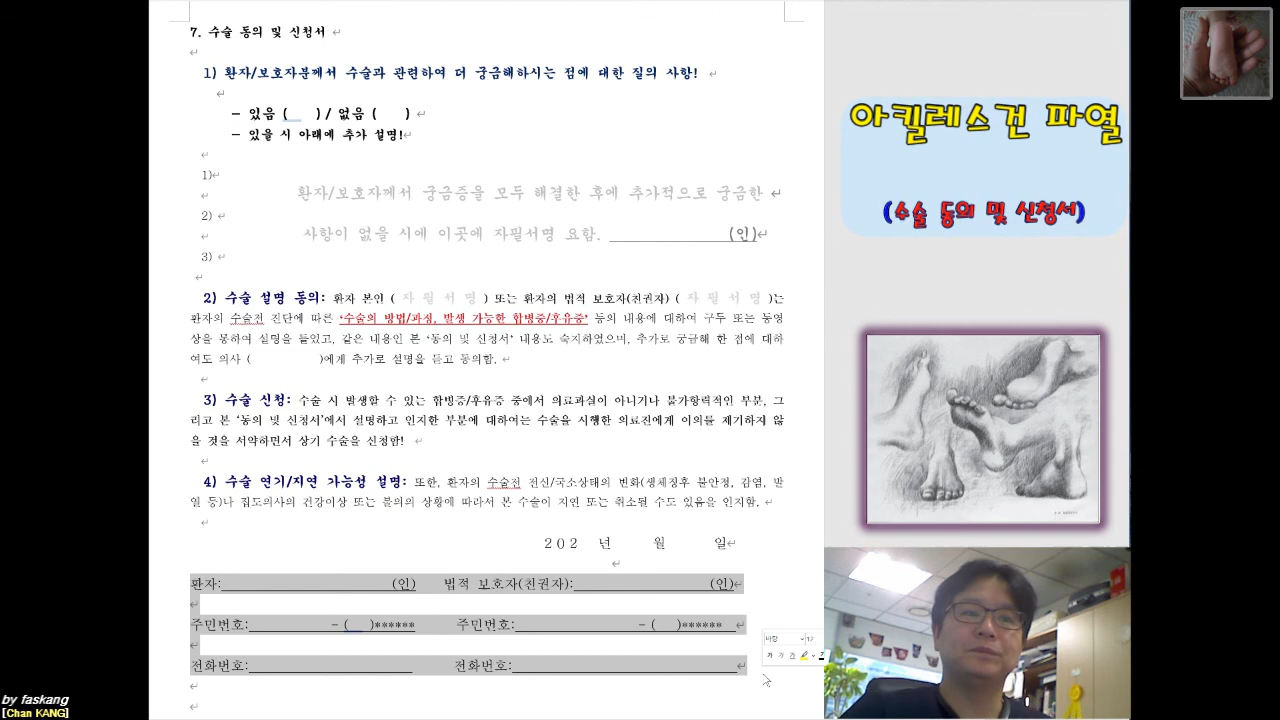 7. 수술 동의 및 신청서
1) 환자/보호자분께서 수술과 관련하여 더 궁금해하시는 점에 대한 질의 사항!
- 있음 ( ) / 없음 ( )
- 있을 시 아래에 추가 설명!
1)
환자/보호자께서 궁금증을 모두 해결한 후에 추가적으로 궁금한
2)
사항이 없을 시에 이곳에 자필서명 요함. ____________(인)
3)
2) 수술 설명 동의: 환자 본인 ( 자 필 서 명 ) 또는 환자의 법적 보호자(친권자) ( 자 필 서 명 )는
환자의 수술전 진단에 따른 '수술의 방법/과정, 발생 가능한 합병증/후유증' 등의 내용에 대하여 구두 또는 동영
상을 통하여 설명을 들었고, 같은 내용인 본 '동의 및 신청서' 내용도 숙지하였으며, 추가로 궁금해 한 점에 대하
여도 의사 ( )에게 추가로 설명을 듣고 동의함.
3) 수술 신청: 수술 시 발생할 수 있는 합병증/후유증 중에서 의료과실이 아니거나 불가항력적인 부분, 그
리고 본 '동의 및 신청서'에서 설명하고 인지한 부분에 대하여는 수술을 시행한 의료진에게 이의를 제기하지 않
을 것을 서약하면서 상기 수술을 신청함!
4) 수술 연기/지연 가능성 설명: 또한, 환자의 수술전 전신/국소상태의 변화(생체징후 불안정, 감염, 발
열 등)나 집도의사의 건강이상 또는 불의의 상황에 따라서 본 수술이 지연 또는 취소될 수도 있음을 인지함.
202 년 월 일
환자:____________(인) 법적 보호자(친권자):____________(인)
주민번호:____________- ( )****** 주민번호:____________- ( )******
전화번호:____________ 전화번호:____________
아킬레스건 파열
(수술 동의 및 신청서)
바탕
가 가 가
by faskang
[Chan KANG]